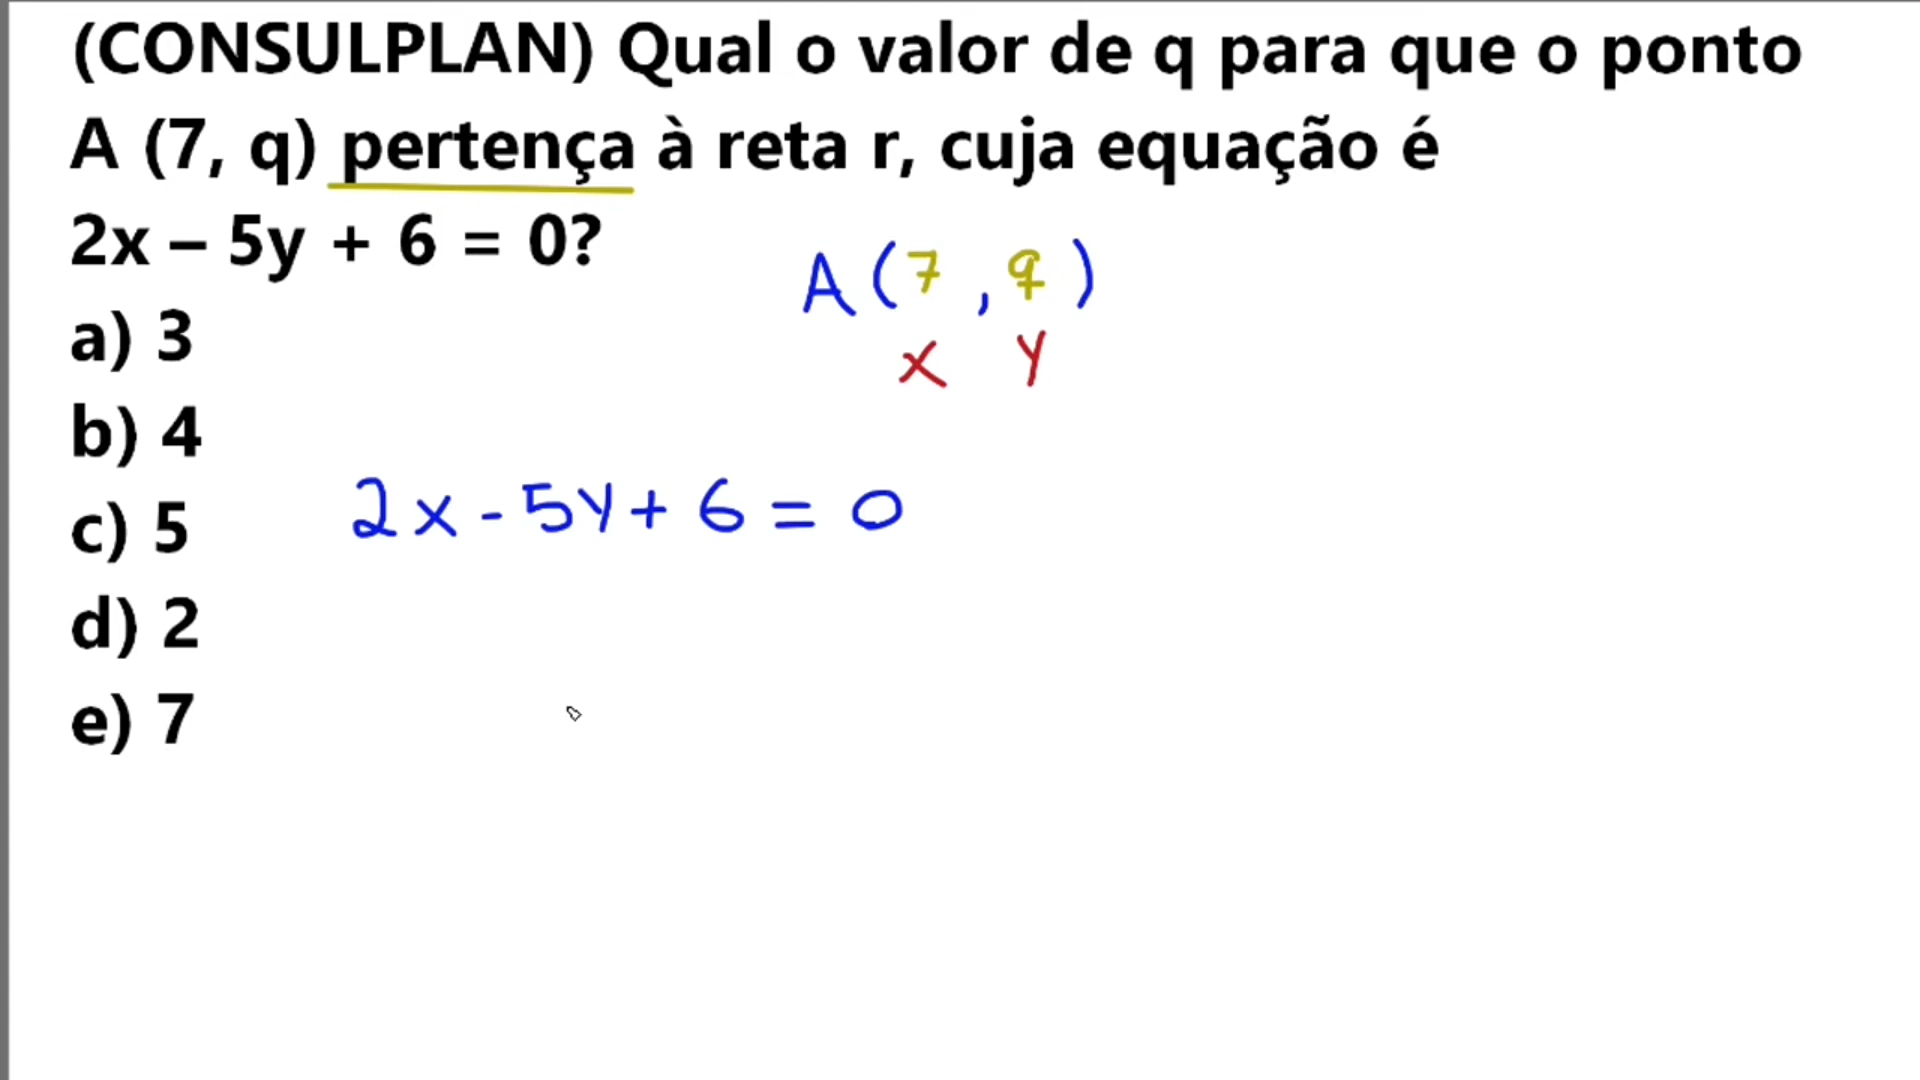 (CONSULPLAN) Qual o valor de q para que o ponto
A (7, q) pertença à reta r, cuja equação é
2x – 5y + 6 = 0?
A(7,q)
x y
a) 3
b) 4
c) 5
2x-5y+6=0
d) 2
e) 7